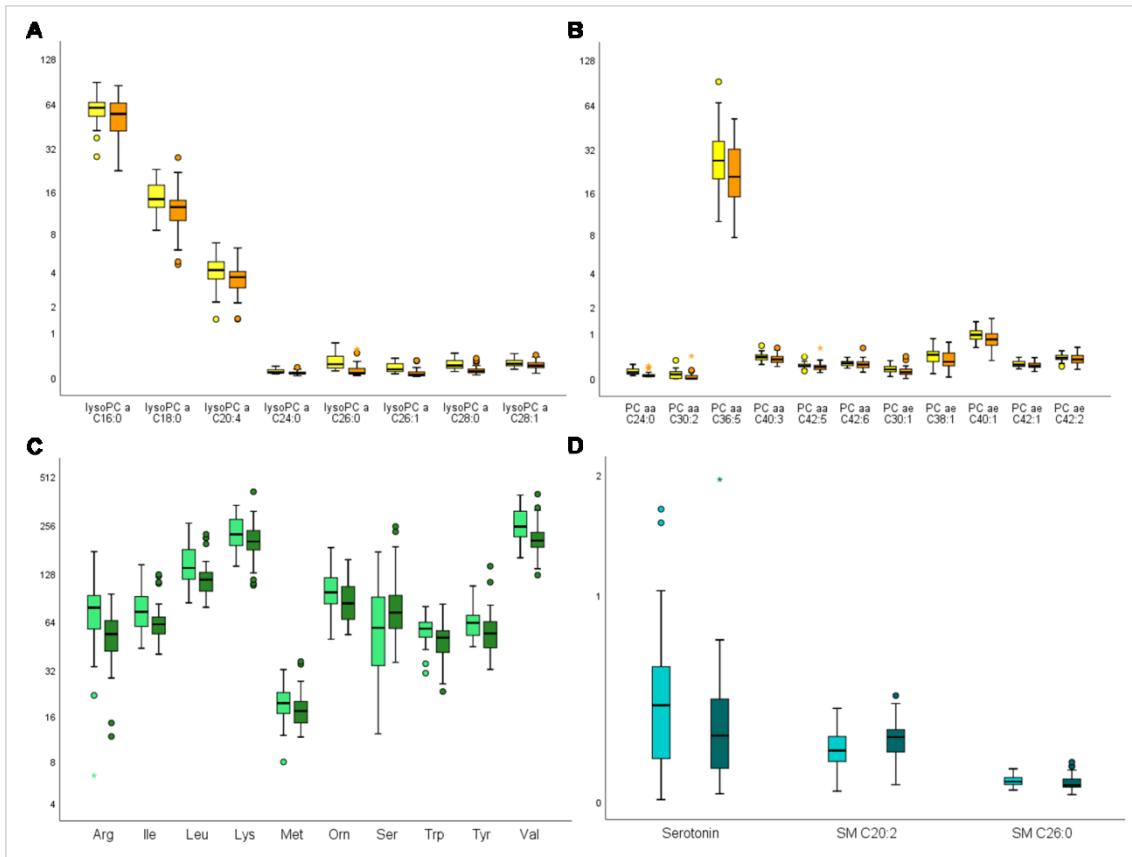 A
128
64
32
16
8
4
2
1
0
lysoPC a lysoPC a lysoPC a lysoPC a lysoPC a lysoPC a lysoPC a lysoPC a
C16:0 C18:0 C20:4 C24:0 C26:0 C26:1 C28:0 C28:1
B
128
64
32
16
8
4
2
1
0
PC aa PC aa PC aa PC aa PC aa PC aa PC ae PC ae PC ae PC ae PC ae
C24:0 C30:2 C36:5 C40:3 C42:5 C42:6 C30:1 C38:1 C40:1 C42:1 C42:2
C
512
256
128
64
32
16
8
4
Arg Ile Leu Lys Met Orn Ser Trp Tyr Val
D
2
1
0
Serotonin SM C20:2 SM C26:0